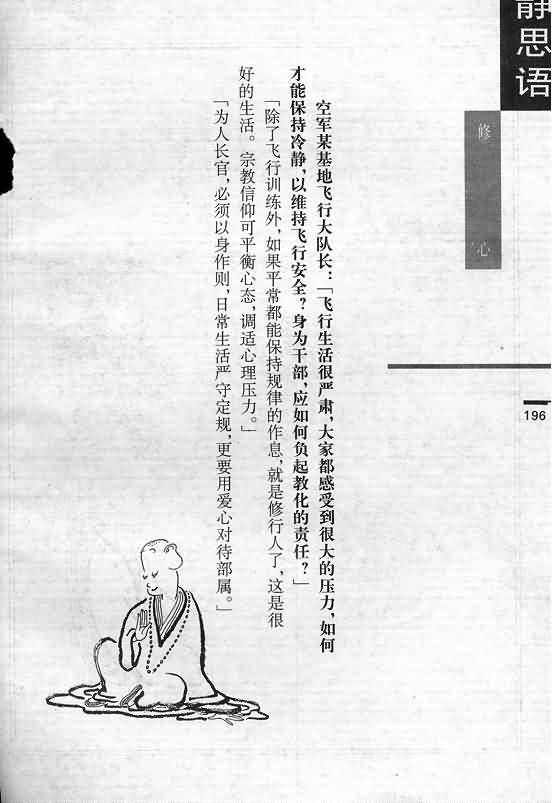 静思语
修心
196
空军某基地飞行大队长：「飞行生活很严肃，大家都感受到很大的压力，如何
才能保持冷静，以维持飞行安全？身为干部，应如何负起教化的责任？」
「除了飞行训练外，如果平常都能保持规律的作息，就是修行人了，这是很
好的生活。宗教信仰可平衡心态，调适心理压力。」
「为人长官，必须以身作则，日常生活严守定规，更要用爱心对待部属。」